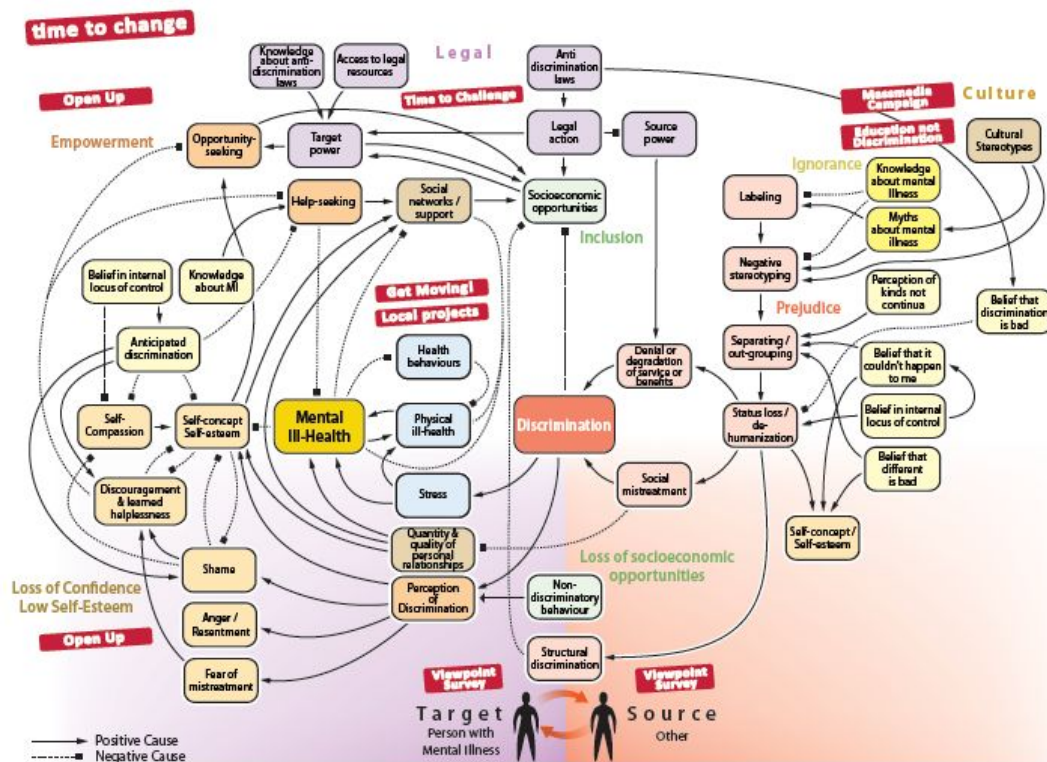 time to change
Legal
Knowledge
about anti-
discrimination
laws
Access to legal
resources
Anti
discrimination
laws
Open Up
Time to Challenge
Massmedia
Campaign
Culture
Empowerment
Opportunity-
seeking
Target
power
Legal
action
Source
power
Education not
Discrimination
Cultural
Stereotypes
Ignorance
Knowledge
about mental
Illness
Help-seeking
Social
networks /
support
Socioeconomic
opportunities
Labeling
Myths about
mental
illness
Inclusion
Negative
stereotyping
Belief in internal
locus of control
Knowledge
about MI
Get Moving!
Local projects
Perception of
kinds not
continua
Prejudice
Belief that
discrimination
is bad
Anticipated
discrimination
Health
behaviours
Denial or
degradation
of service or
benefits
Separating /
out-grouping
Belief that it
couldn't happen
to me
Self-
Compassion
Self-concept
Self-esteem
Mental
Ill-Health
Physical
ill-health
Discrimination
Status loss /
de-
humanization
Belief in internal
locus of control
Discouragement
& learned
helplessness
Stress
Social
mistreatment
Belief that
different
is bad
Quantity &
quality of
personal
relationships
Self-concept /
Self-esteem
Loss of socioeconomic
opportunities
Shame
Loss of Confidence
Low Self-Esteem
Perception
of
Discrimination
Non-
discriminatory
behaviour
Anger /
Resentment
Open Up
Structural
discrimination
Fear of
mistreatment
Viewpoint
Survey
Viewpoint
Survey
Target
Person with
Mental Illness
Source
Other
Positive Cause
Negative Cause